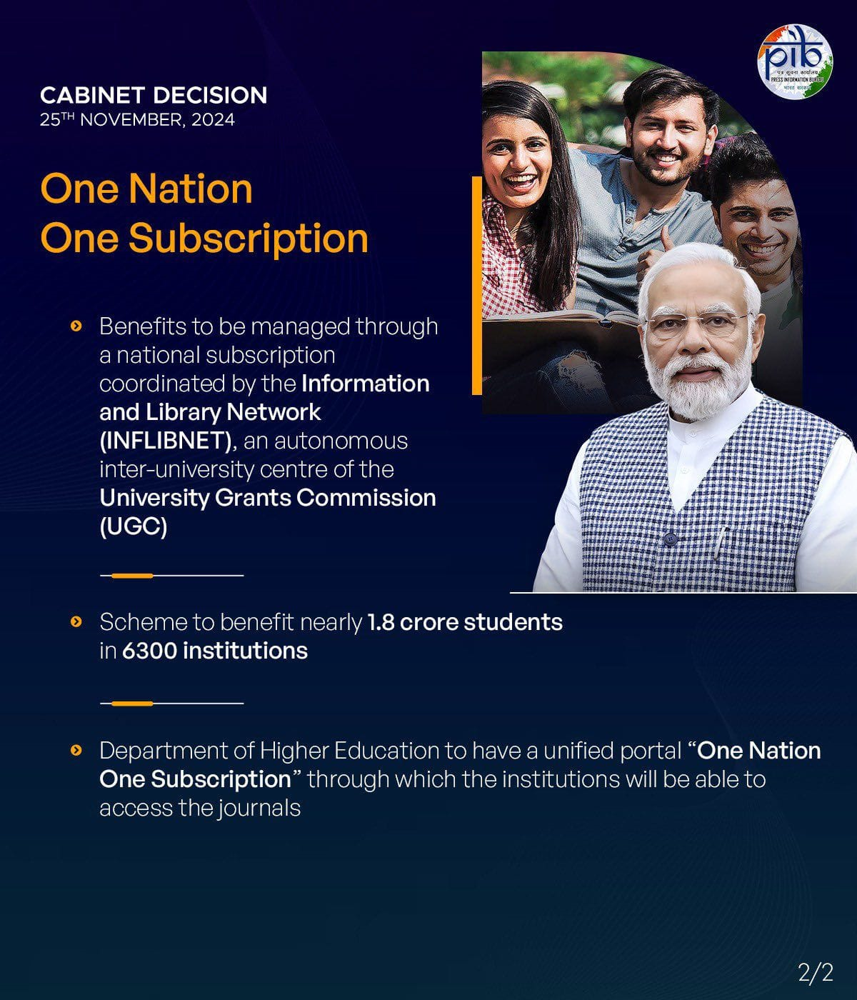 pib
पत्र सूचना कार्यालय
PRESS INFORMATION BUREAU
भारत सरकार
CABINET DECISION
25TH NOVEMBER, 2024
One Nation
One Subscription
Benefits to be managed through
a national subscription
coordinated by the Information
and Library Network
(INFLIBNET), an autonomous
inter-university centre of the
University Grants Commission
(UGC)
Scheme to benefit nearly 1.8 crore students
in 6300 institutions
Department of Higher Education to have a unified portal “One Nation
One Subscription” through which the institutions will be able to
access the journals
2/2